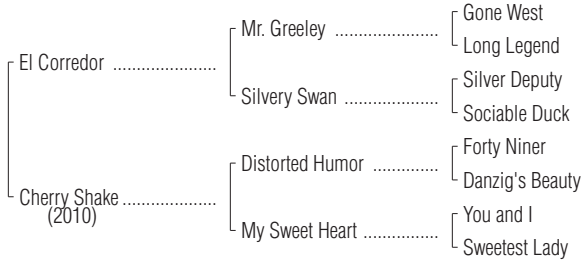 Gone West
Mr. Greeley ......................
Long Legend
El Corredor ......................
Silver Deputy
Silvery Swan ....................
Sociable Duck
Forty Niner
Distorted Humor ..............
Danzig's Beauty
Cherry Shake ....................
(2010)
You and I
My Sweet Heart ................
Sweetest Lady